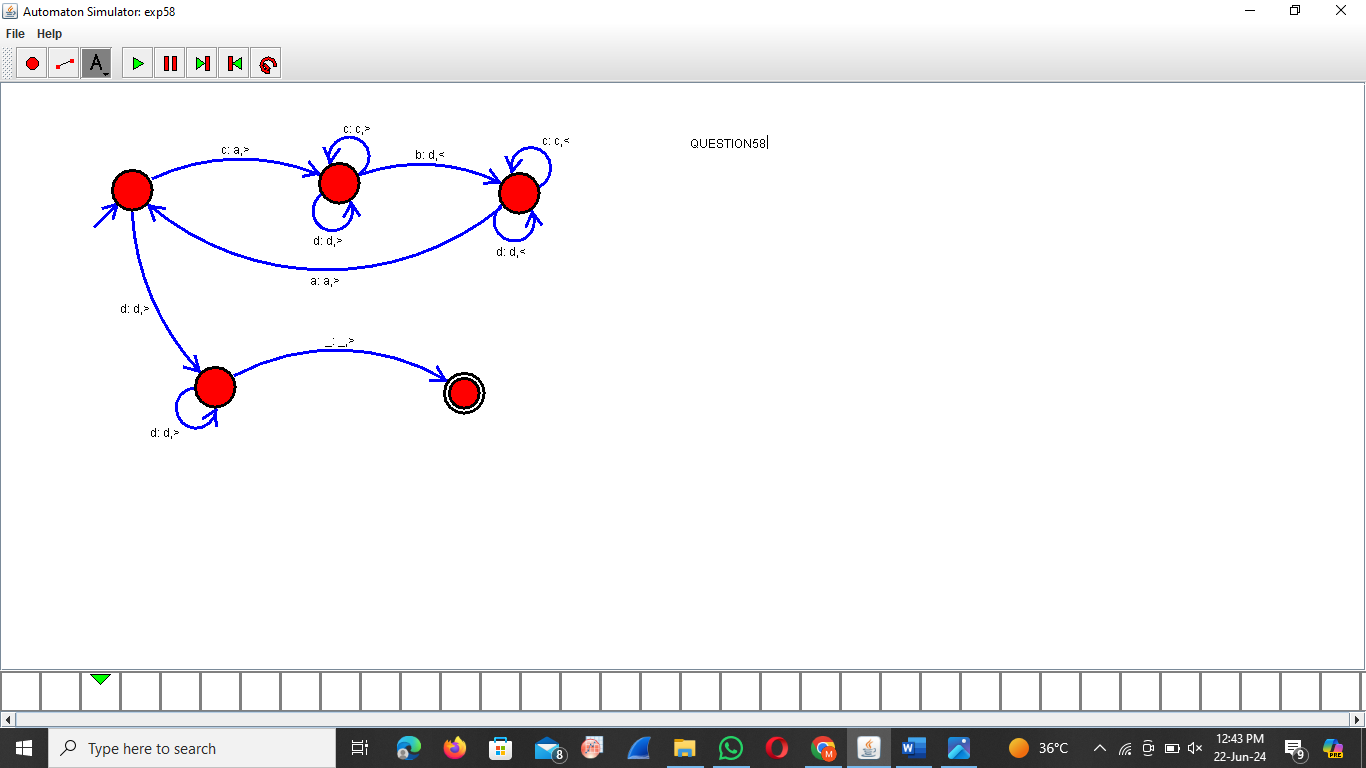 Automaton Simulator: exp58
File Help
A
c: c,>
c: a,>
b: d,<
c: c,<
QUESTION58
d: d,>
d: d,<
a: a,>
d: d,>
_: _,>
d: d,>
Type here to search
8
M
W
36°C
12:43 PM
22-Jun-24
9
PRE